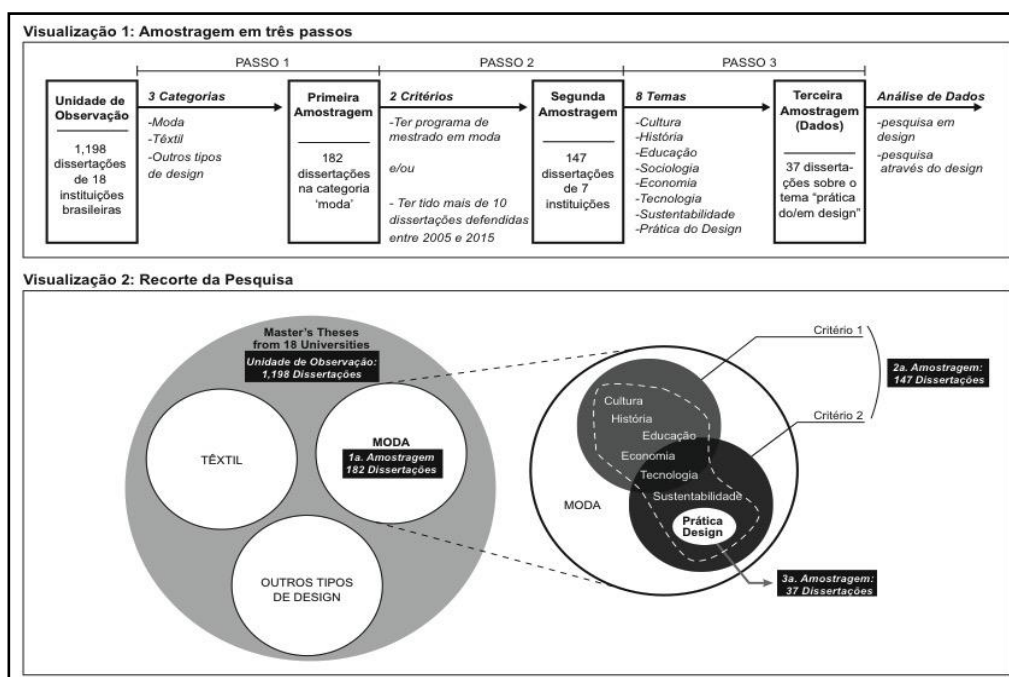 Visualização 1: Amostragem em três passos
PASSO 1
PASSO 2
PASSO 3
Unidade de
Observação
1,198
dissertações
de 18
instituições
brasileiras
3 Categorias
-Moda
-Têxtil
-Outros tipos
de design
Primeira
Amostragem
182
dissertações
na categoria
‘moda’
2 Critérios
-Ter programa de
mestrado em moda
e/ou
- Ter tido mais de 10
dissertações defendidas
entre 2005 e 2015
Segunda
Amostragem
147
dissertações
de 7
instituições
8 Temas
-Cultura
-História
-Educação
-Sociologia
-Economia
-Tecnologia
-Sustentabilidade
-Prática do Design
Terceira
Amostragem
(Dados)
37 disserta-
ções sobre o
tema “prática
do/em design”
Análise de Dados
-pesquisa em
design
-pesquisa
através do design
Visualização 2: Recorte da Pesquisa
Master’s Theses
from 18 Universities
Unidade de Observação:
1,198 Dissertações
TÊXTIL
MODA
1a. Amostragem
182 Dissertações
OUTROS TIPOS
DE DESIGN
MODA
Cultura
História
Educação
Economia
Tecnologia
Sustentabilidade
Prática
Design
Critério 1
2a. Amostragem:
147 Dissertações
Critério 2
3a. Amostragem:
37 Dissertações